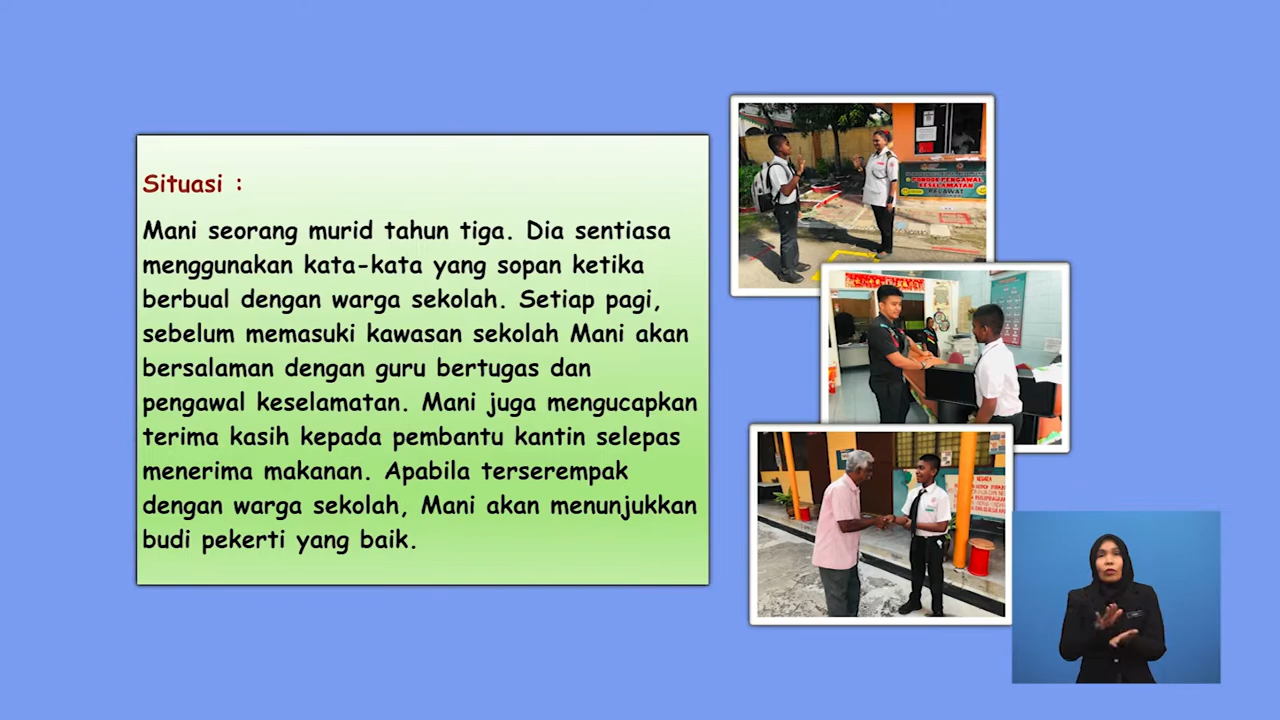 Situasi :
Mani seorang murid tahun tiga. Dia sentiasa
menggunakan kata-kata yang sopan ketika
berbual dengan warga sekolah. Setiap pagi,
sebelum memasuki kawasan sekolah Mani akan
bersalaman dengan guru bertugas dan
pengawal keselamatan. Mani juga mengucapkan
terima kasih kepada pembantu kantin selepas
menerima makanan. Apabila terserempak
dengan warga sekolah, Mani akan menunjukkan
budi pekerti yang baik.
PONDOK PENGAWAL
KESELAMATAN
NEGARA